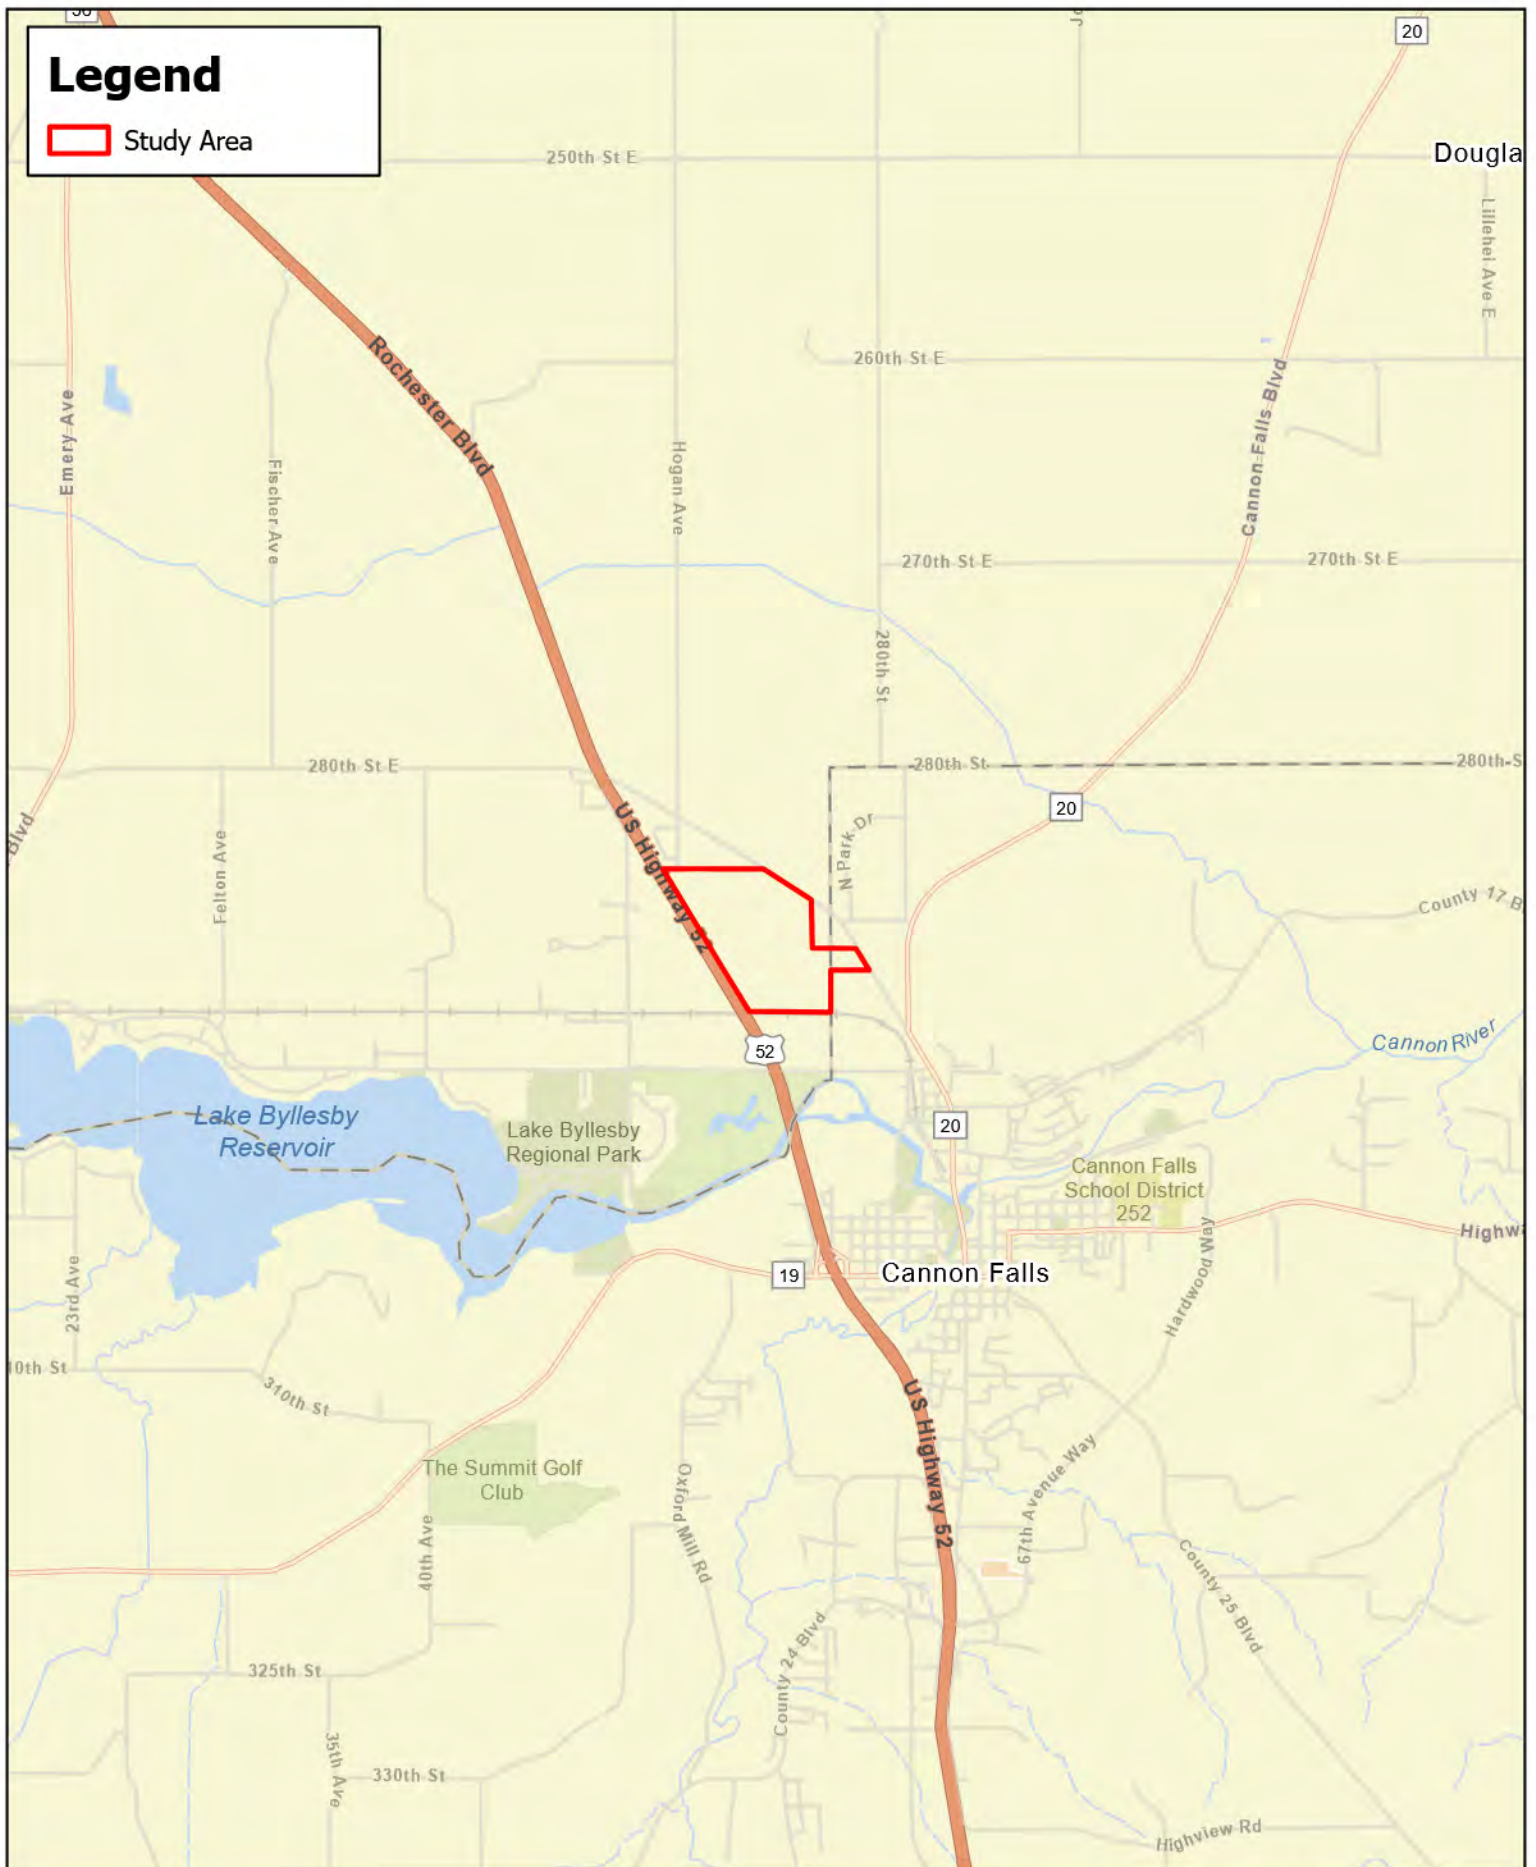 Legend
Study Area
20
250th St E
Dougla
Lillehei Ave E
Rochester Blvd
260th St E
Emery Ave
Cannon Falls Blvd
Fischer Ave
Hogan Ave
270th St E
270th St E
280th St
280th St E
280th St
280th S
20
Blvd
US Highway 52
N Park Dr
Felton Ave
County 17 B
52
Cannon River
Lake Byllesby
Reservoir
Lake Byllesby
Regional Park
20
Cannon Falls
School District
252
Highw
Hardwood Way
19
Cannon Falls
23rd Ave
10th St
310th St
US Highway 52
The Summit Golf
Club
Oxford Mill Rd
67th Avenue Way
40th Ave
County 25 Blvd
County 24 Blvd
325th St
35th Ave
330th St
Highview Rd